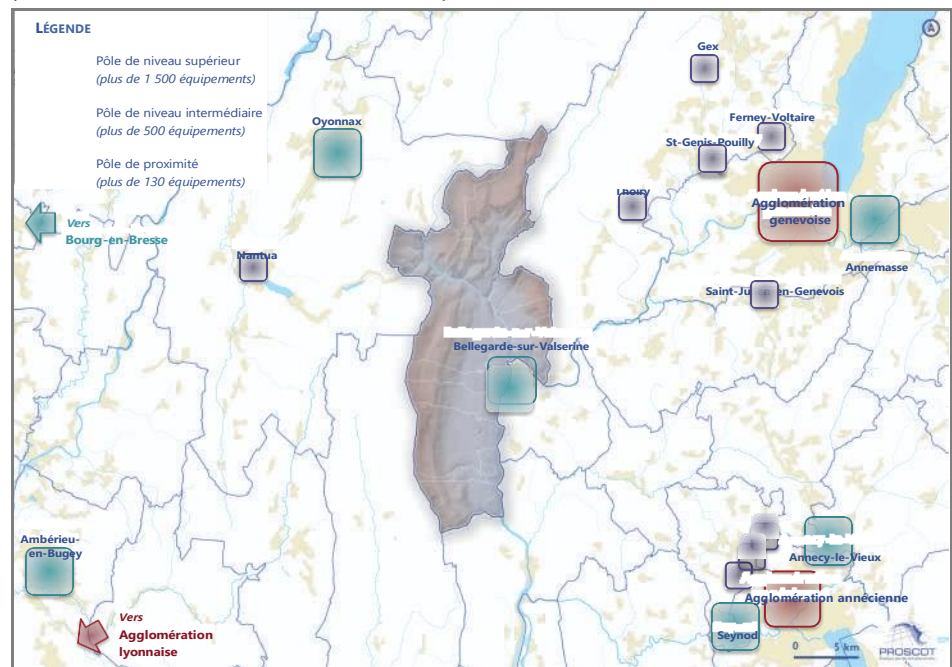 LÉGENDE
Pôle de niveau supérieur
(plus de 1 500 équipements)
Pôle de niveau intermédiaire
(plus de 500 équipements)
Pôle de proximité
(plus de 130 équipements)
A
Gex
Oyonnax
Ferney-Voltaire
St-Genis-Pouilly
Agglomération
genevoise
Vers
Bourg-en-Bresse
Nantua
Annemasse
en-Genevois
Bellegarde-sur-Valserine
Ambérieu-
en-Bugey
Annecy-le-Vieux
Agglomération annécienne
Vers
Agglomération
lyonnaise
Seynod
0 5 km
PROSCOT